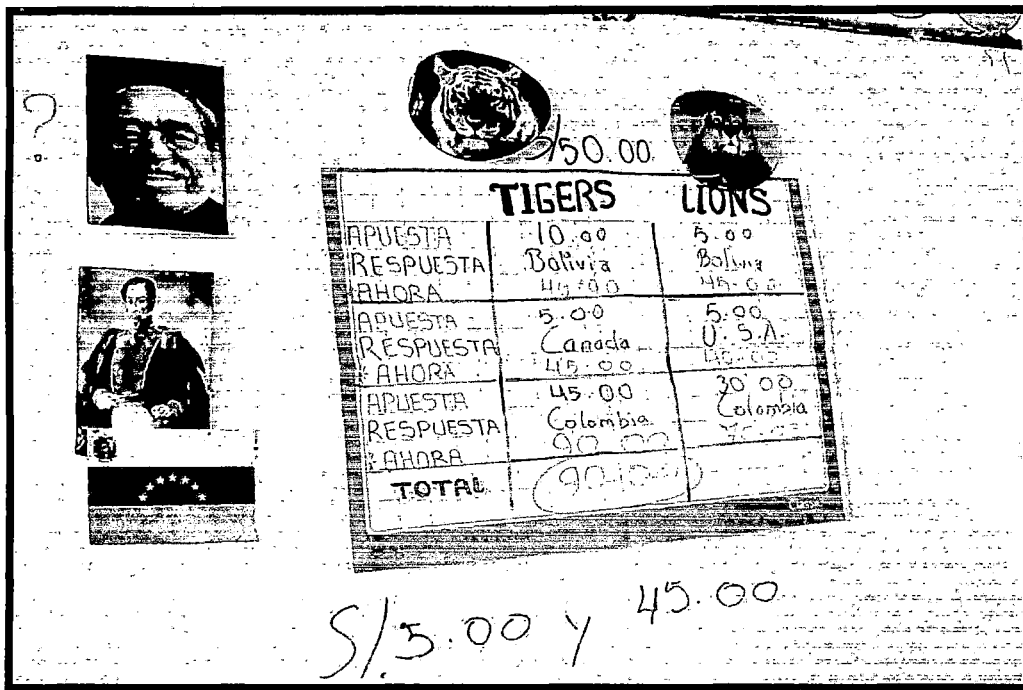 ?
50.00
TIGERS LIONS
APUESTA 10.00 5.00
RESPUESTA Bolivia Bolivia
AHORA 45.00 45.00
APUESTA 5.00 5.00
RESPUESTA Canada U.S.A.
AHORA 45.00
APUESTA 45.00 30.00
RESPUESTA Colombia Colombia
AHORA 90.00
TOTAL 90.00
S/.5.00 y 45.00